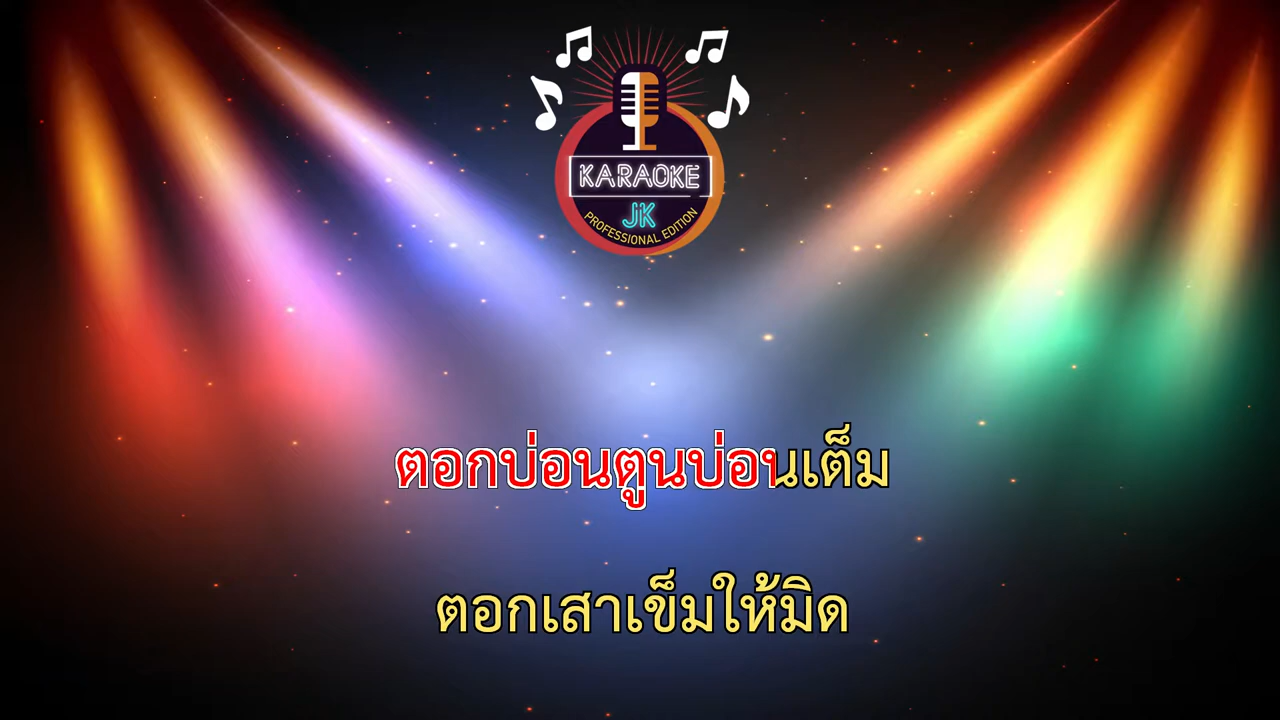 KARAOKE
JK
PROFESSIONAL EDITION
ตอกบ่อนตูนบ่อนเต็ม
ตอกเสาเข็มให้มิด